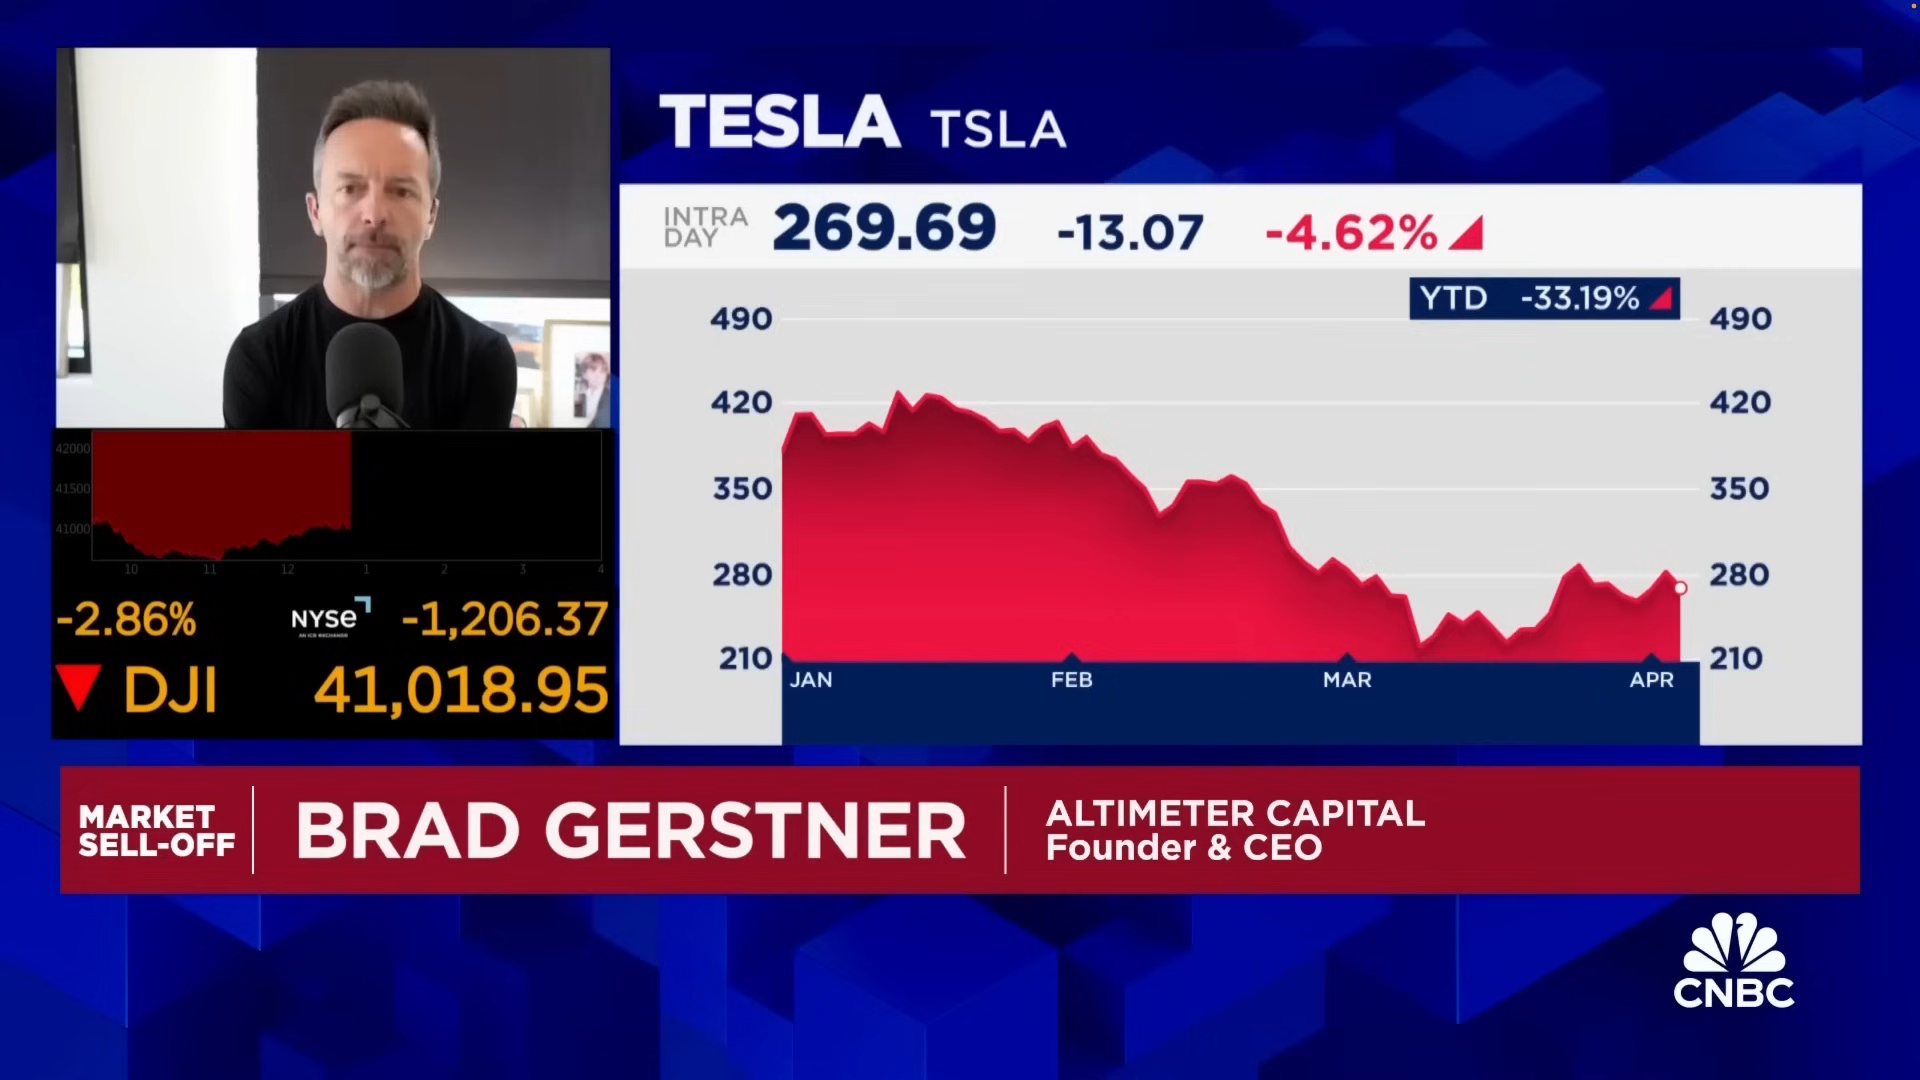 TESLA TSLA
INTRA DAY 269.69 -13.07 -4.62%
YTD -33.19%
490 490
420 420
350 350
280 280
210 210
JAN FEB MAR APR
42000
41500
41000
10 11 12 1 2 3 4
-2.86% NYSE -1,206.37
AN ICE EXCHANGE
DJI 41,018.95
MARKET
SELL-OFF
BRAD GERSTNER
ALTIMETER CAPITAL
Founder & CEO
CNBC